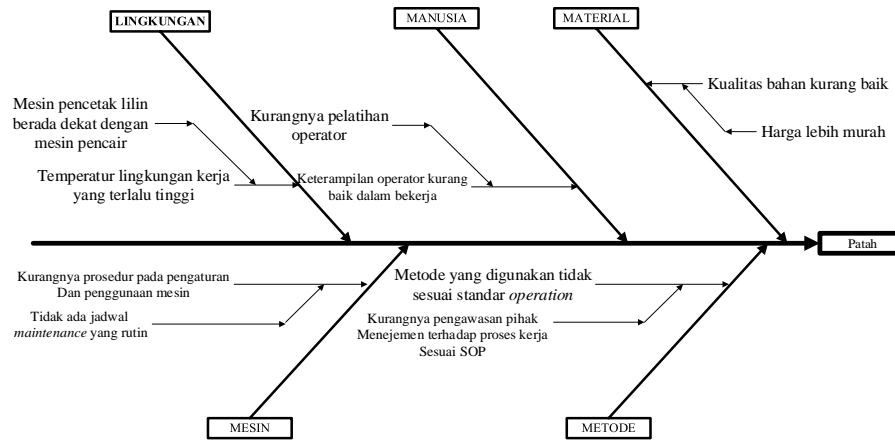 LINGKUNGAN
MANUSIA
MATERIAL
Mesin pencetak lilin
berada dekat dengan
mesin pencair
Temperatur lingkungan kerja
yang terlalu tinggi
Kurangnya pelatihan
operator
Keterampilan operator kurang
baik dalam bekerja
Kualitas bahan kurang baik
Harga lebih murah
Patah
Kurangnya prosedur pada pengaturan
Dan penggunaan mesin
Tidak ada jadwal
maintenance yang rutin
Metode yang digunakan tidak
sesuai standar operation
Kurangnya pengawasan pihak
Menejemen terhadap proses kerja
Sesuai SOP
MESIN
METODE